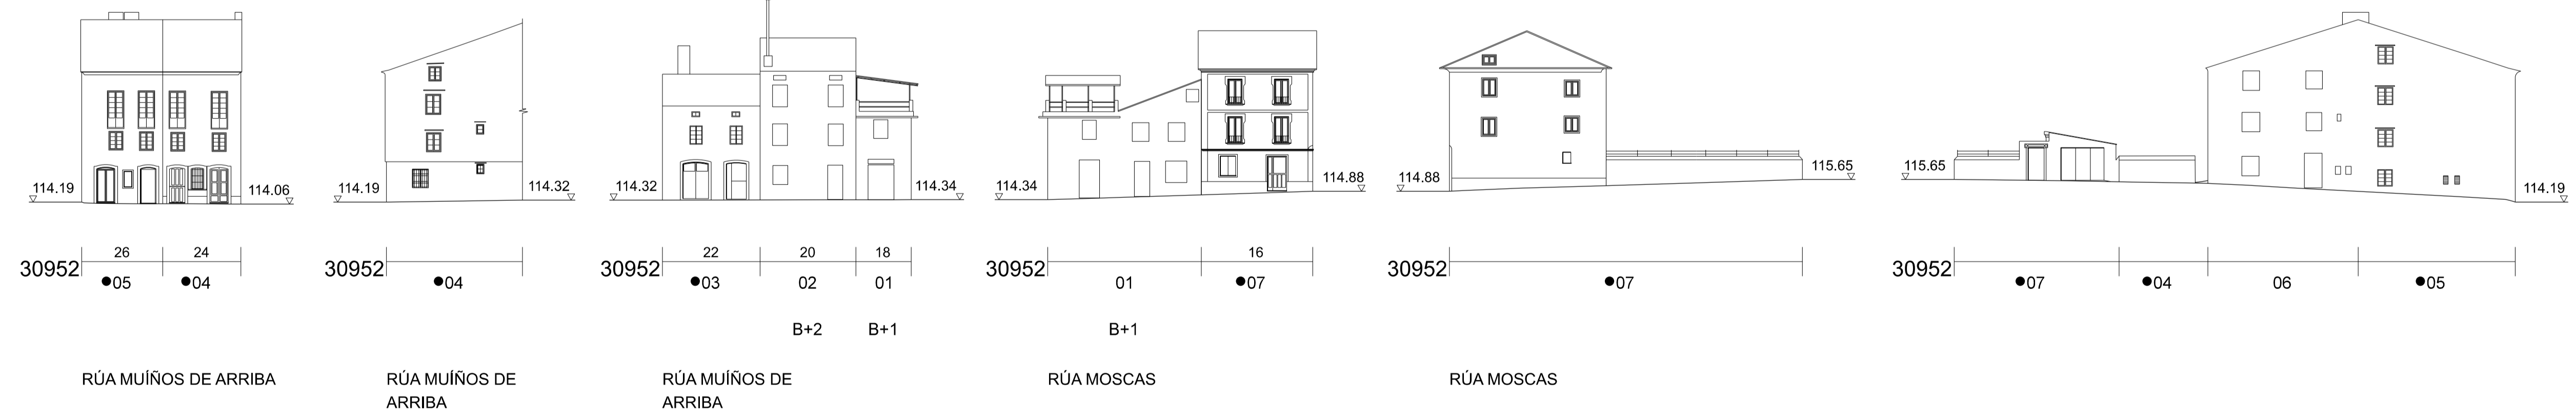 114.19 114.06
26 24
30952
●05 ●04
RÚA MUÍÑOS DE ARRIBA
114.19 114.32
30952
●04
RÚA MUÍÑOS DE
ARRIBA
114.32 114.34
22 20 18
30952
●03 02 01
B+2 B+1
RÚA MUÍÑOS DE
ARRIBA
114.34 114.88
16
30952
01 ●07
B+1
RÚA MOSCAS
114.88 115.65
30952
●07
RÚA MOSCAS
115.65 114.19
30952
●07 ●04 06 ●05